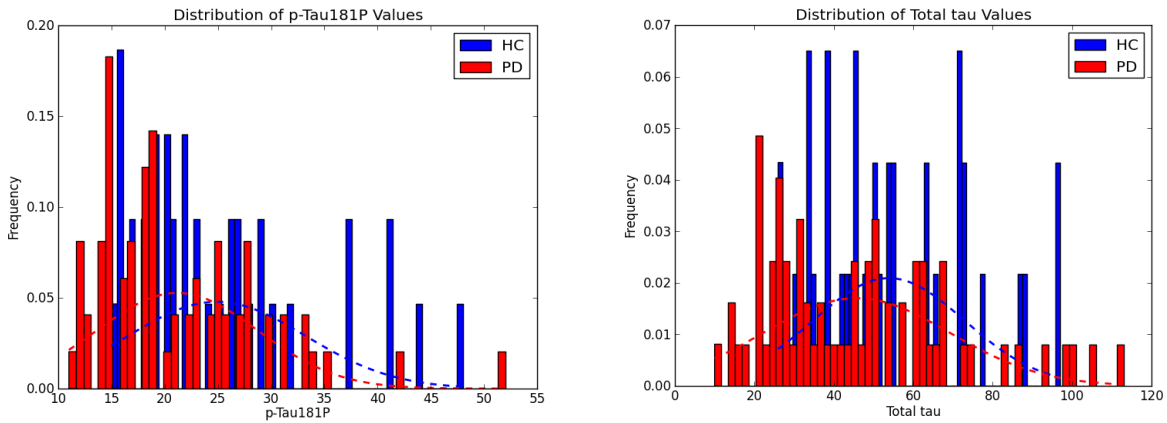 Distribution of p-Tau181P Values
0.20
0.15
0.10
0.05
0.00
Frequency
HC
PD
10 15 20 25 30 35 40 45 50 55
p-Tau181P
Distribution of Total tau Values
0.07
0.06
0.05
0.04
0.03
0.02
0.01
0.00
Frequency
HC
PD
0 20 40 60 80 100 120
Total tau